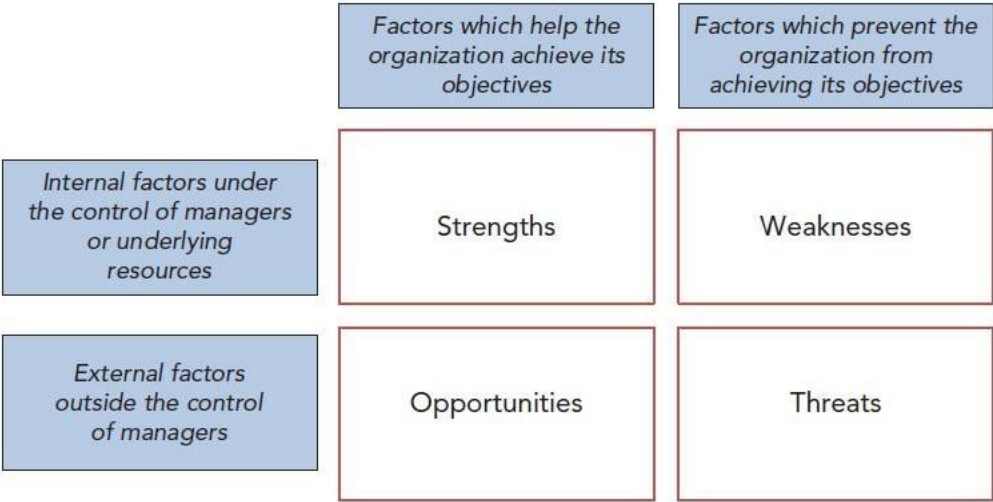 Factors which help the
organization achieve its
objectives
Factors which prevent the
organization from
achieving its objectives
Internal factors under
the control of managers
or underlying
resources
Strengths
Weaknesses
External factors
outside the control
of managers
Opportunities
Threats